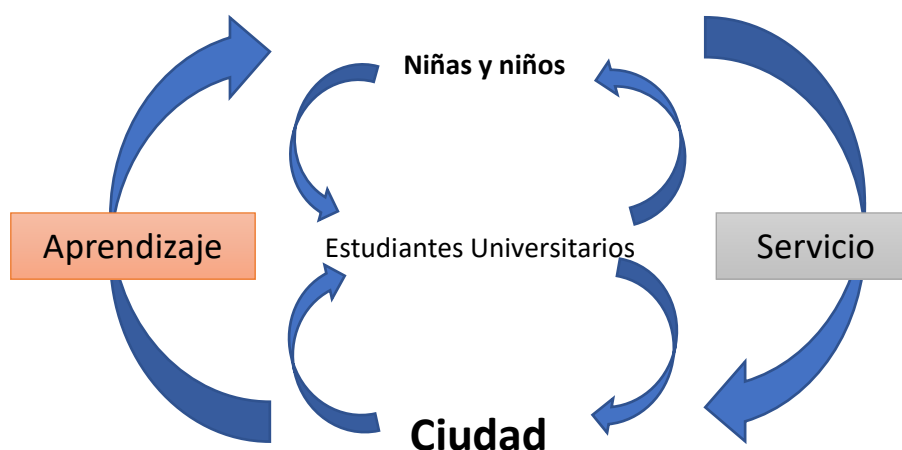 Niñas y niños
Aprendizaje
Estudiantes Universitarios
Servicio
Ciudad